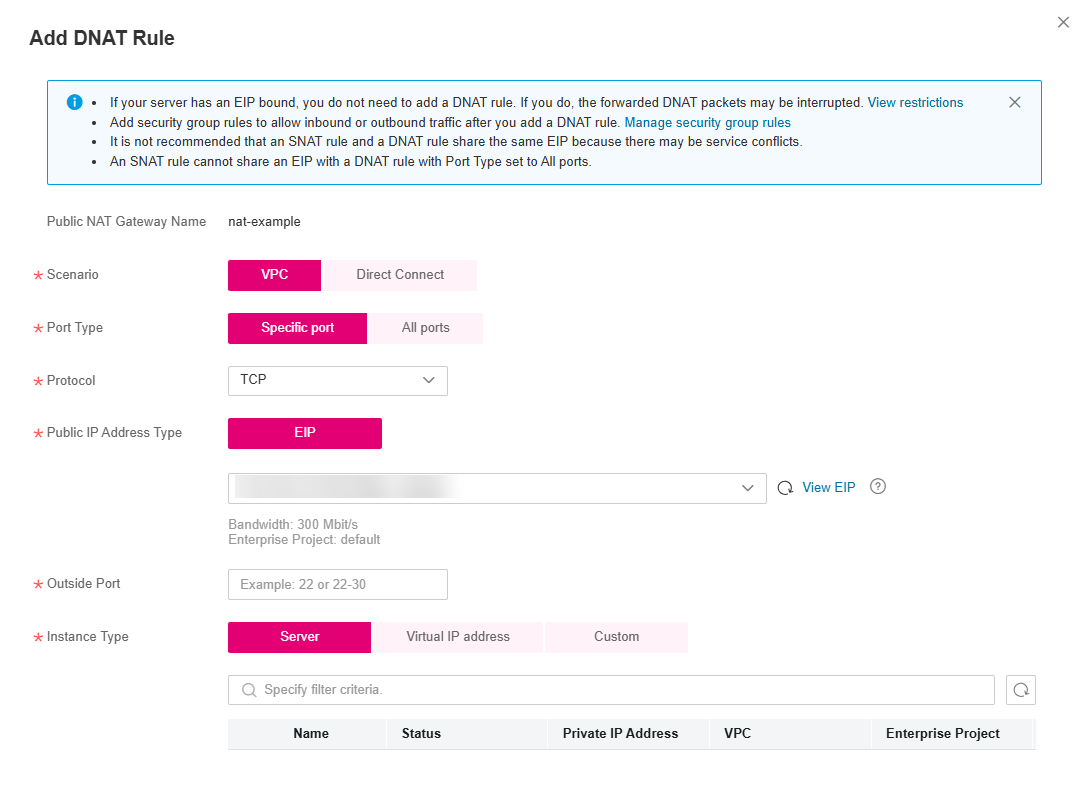 Add DNAT Rule
If your server has an EIP bound, you do not need to add a DNAT rule. If you do, the forwarded DNAT packets may be interrupted. View restrictions
Add security group rules to allow inbound or outbound traffic after you add a DNAT rule. Manage security group rules
It is not recommended that an SNAT rule and a DNAT rule share the same EIP because there may be service conflicts.
An SNAT rule cannot share an EIP with a DNAT rule with Port Type set to All ports.
Public NAT Gateway Name nat-example
* Scenario VPC Direct Connect
* Port Type Specific port All ports
* Protocol TCP
* Public IP Address Type EIP
View EIP ?
Bandwidth: 300 Mbit/s
Enterprise Project: default
* Outside Port Example: 22 or 22-30
* Instance Type Server Virtual IP address Custom
Specify filter criteria.
Name Status Private IP Address VPC Enterprise Project